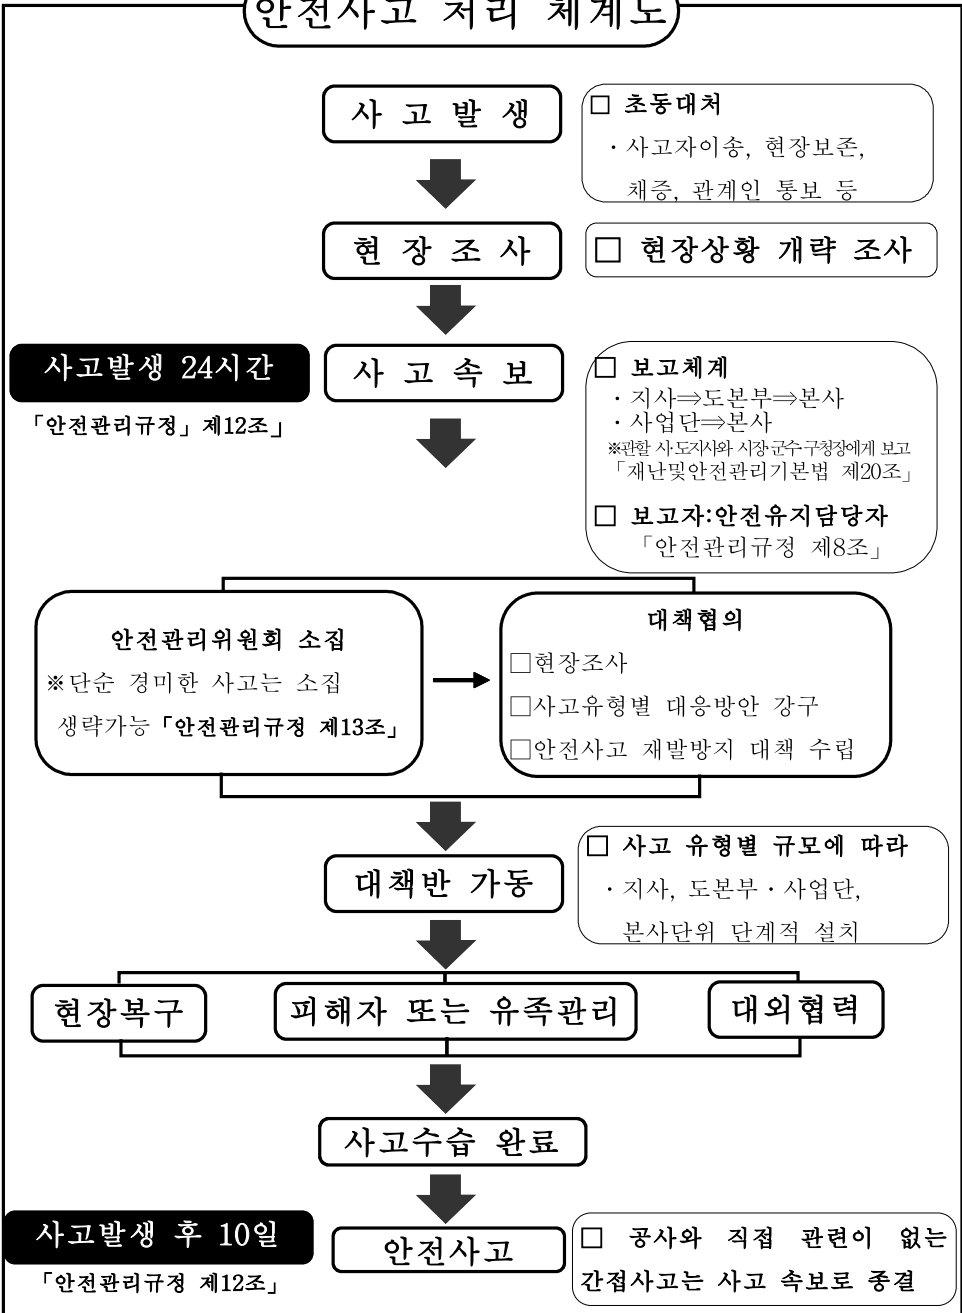 안전사고 처리 체계도
사 고 발 생
□ 초동대처
· 사고자이송, 현장보존,
채증, 관계인 통보 등
현 장 조 사
□ 현장상황 개략 조사
사고발생 24시간
「안전관리규정」제12조」
사 고 속 보
□ 보고체계
· 지사⇒도본부⇒본사
· 사업단⇒본사
※관할 시·도지사와 시장·군수·구청장에게 보고
「재난및안전관리기본법 제20조」
□ 보고자:안전유지담당자
「안전관리규정 제8조」
안전관리위원회 소집
※단순 경미한 사고는 소집
생략가능「안전관리규정 제13조」
대책협의
□현장조사
□사고유형별 대응방안 강구
□안전사고 재발방지 대책 수립
대책반 가동
□ 사고 유형별 규모에 따라
· 지사, 도본부·사업단,
본사단위 단계적 설치
현장복구
피해자 또는 유족관리
대외협력
사고수습 완료
사고발생 후 10일
「안전관리규정 제12조」
안전사고
□ 공사와 직접 관련이 없는
간접사고는 사고 속보로 종결